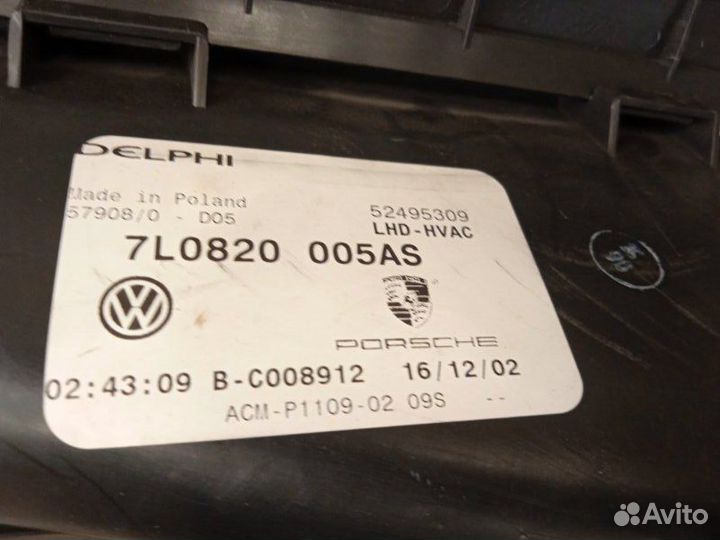 DELPHI
Made in Poland
57908/0 - D05
52495309
LHD-HVAC
7L0820 005AS
PORSCHE
02:43:09 B-C008912 16/12/02
ACM-P1109-02 09S --
Avito